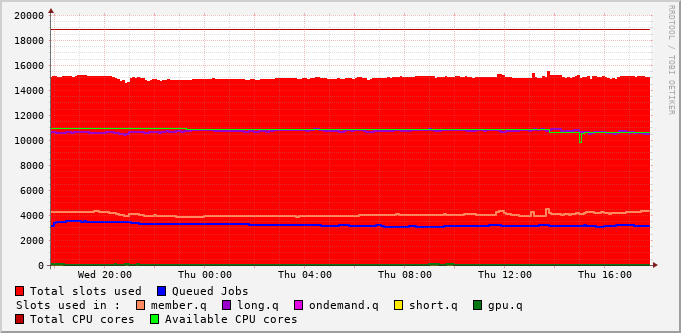 RRDTOOL / TOBI OETIKER
20000
18000
16000
14000
12000
10000
8000
6000
4000
2000
0
Wed 20:00 Thu 00:00 Thu 04:00 Thu 08:00 Thu 12:00 Thu 16:00
Total slots used Queued Jobs
Slots used in : member.q long.q ondemand.q short.q gpu.q
Total CPU cores Available CPU cores